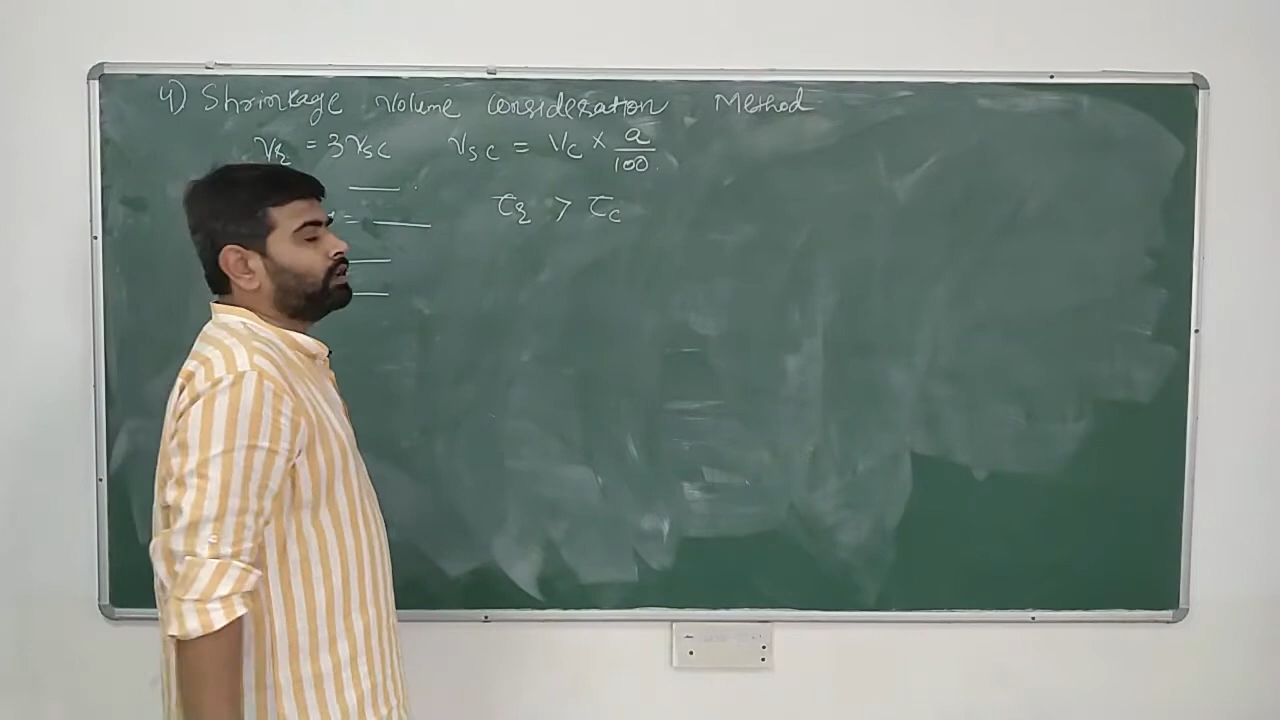 4) Shrinkage Volume consideration Method
Vr = 3Vsc Vsc = Vc × a/100
τr > τc
=